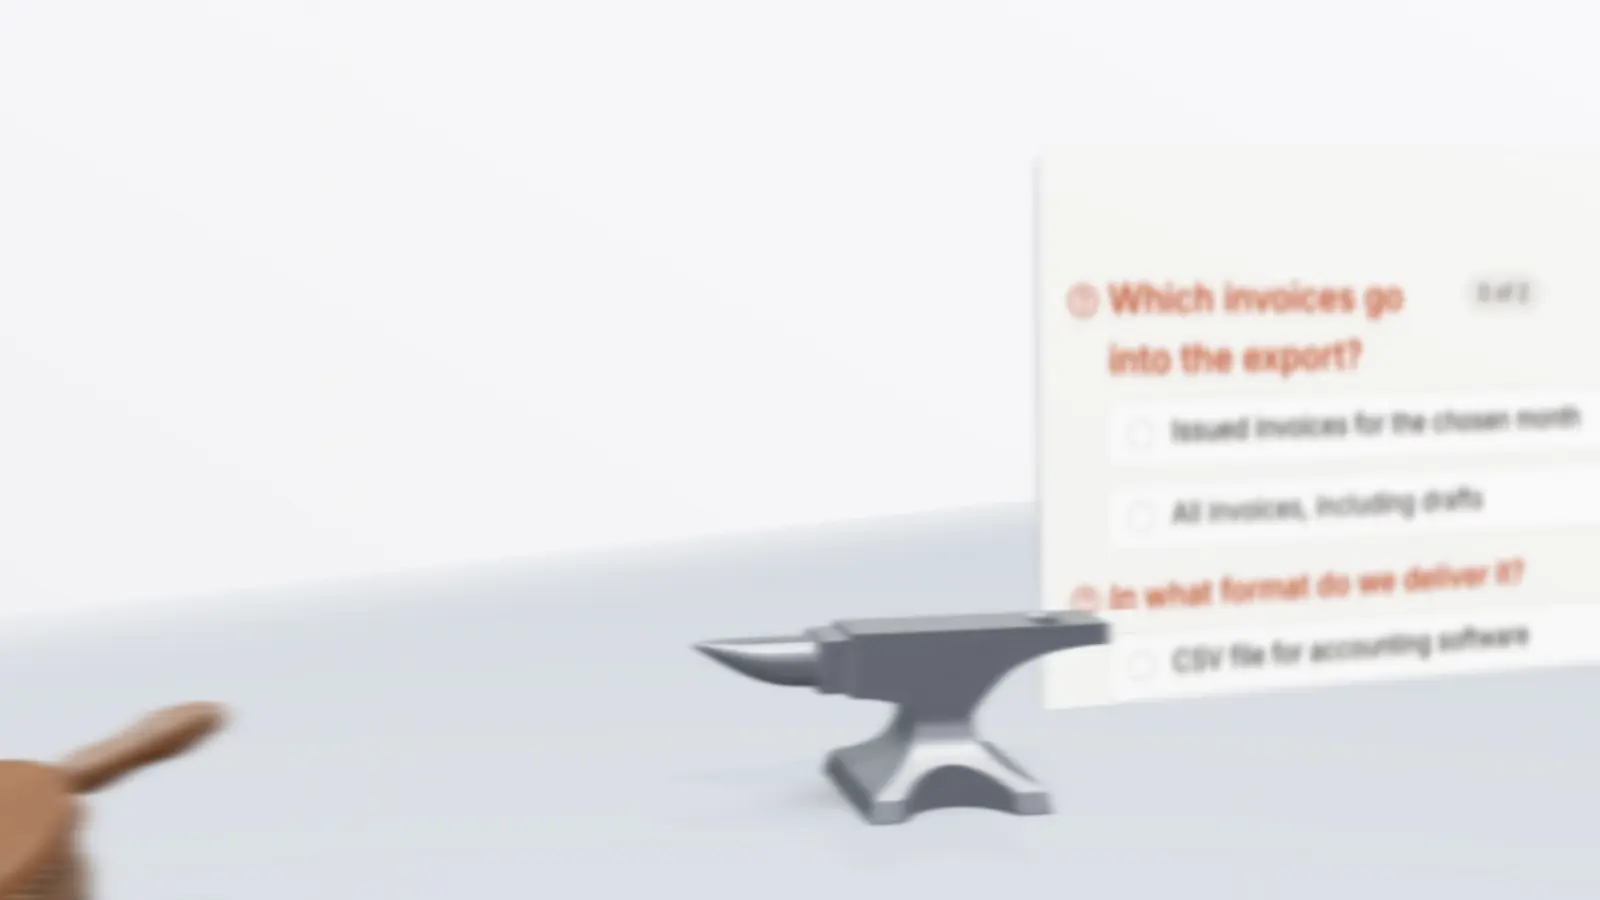 Which invoices go
into the export?
Issued invoices for the chosen month
All invoices, including drafts
In what format do we deliver it?
CSV file for accounting software